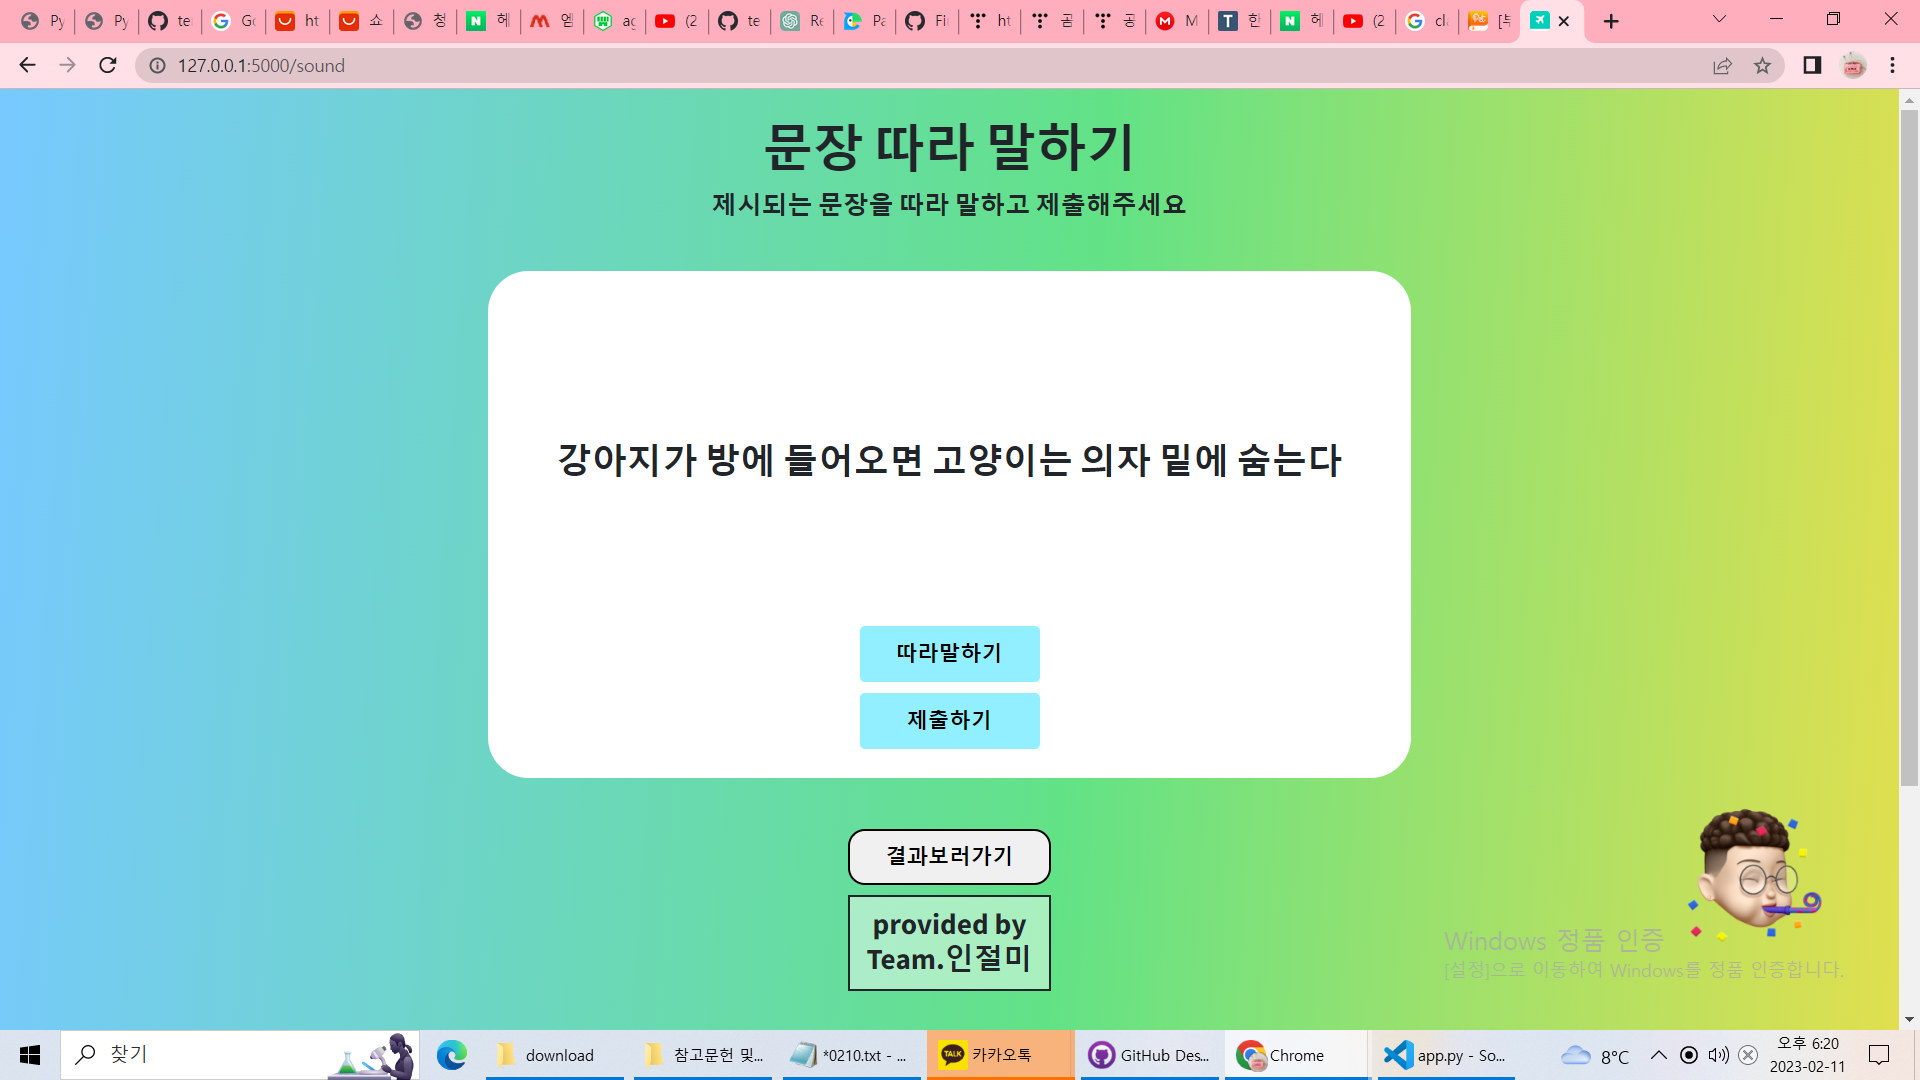 Py
Py
te
Go
ht
쇼
청
헤
엠
ag
(2
te
Re
Pa
Fi
ht
곰
공
M
한
헤
(2
cl
[부
127.0.0.1:5000/sound
문장 따라 말하기
제시되는 문장을 따라 말하고 제출해주세요
강아지가 방에 들어오면 고양이는 의자 밑에 숨는다
따라말하기
제출하기
결과보러가기
provided by
Team.인절미
Windows 정품 인증
[설정]으로 이동하여 Windows를 정품 인증합니다.
찾기
download
참고문헌 및...
*0210.txt - ...
TALK
카카오톡
GitHub Des...
Chrome
app.py - So...
8°C
오후 6:20
2023-02-11